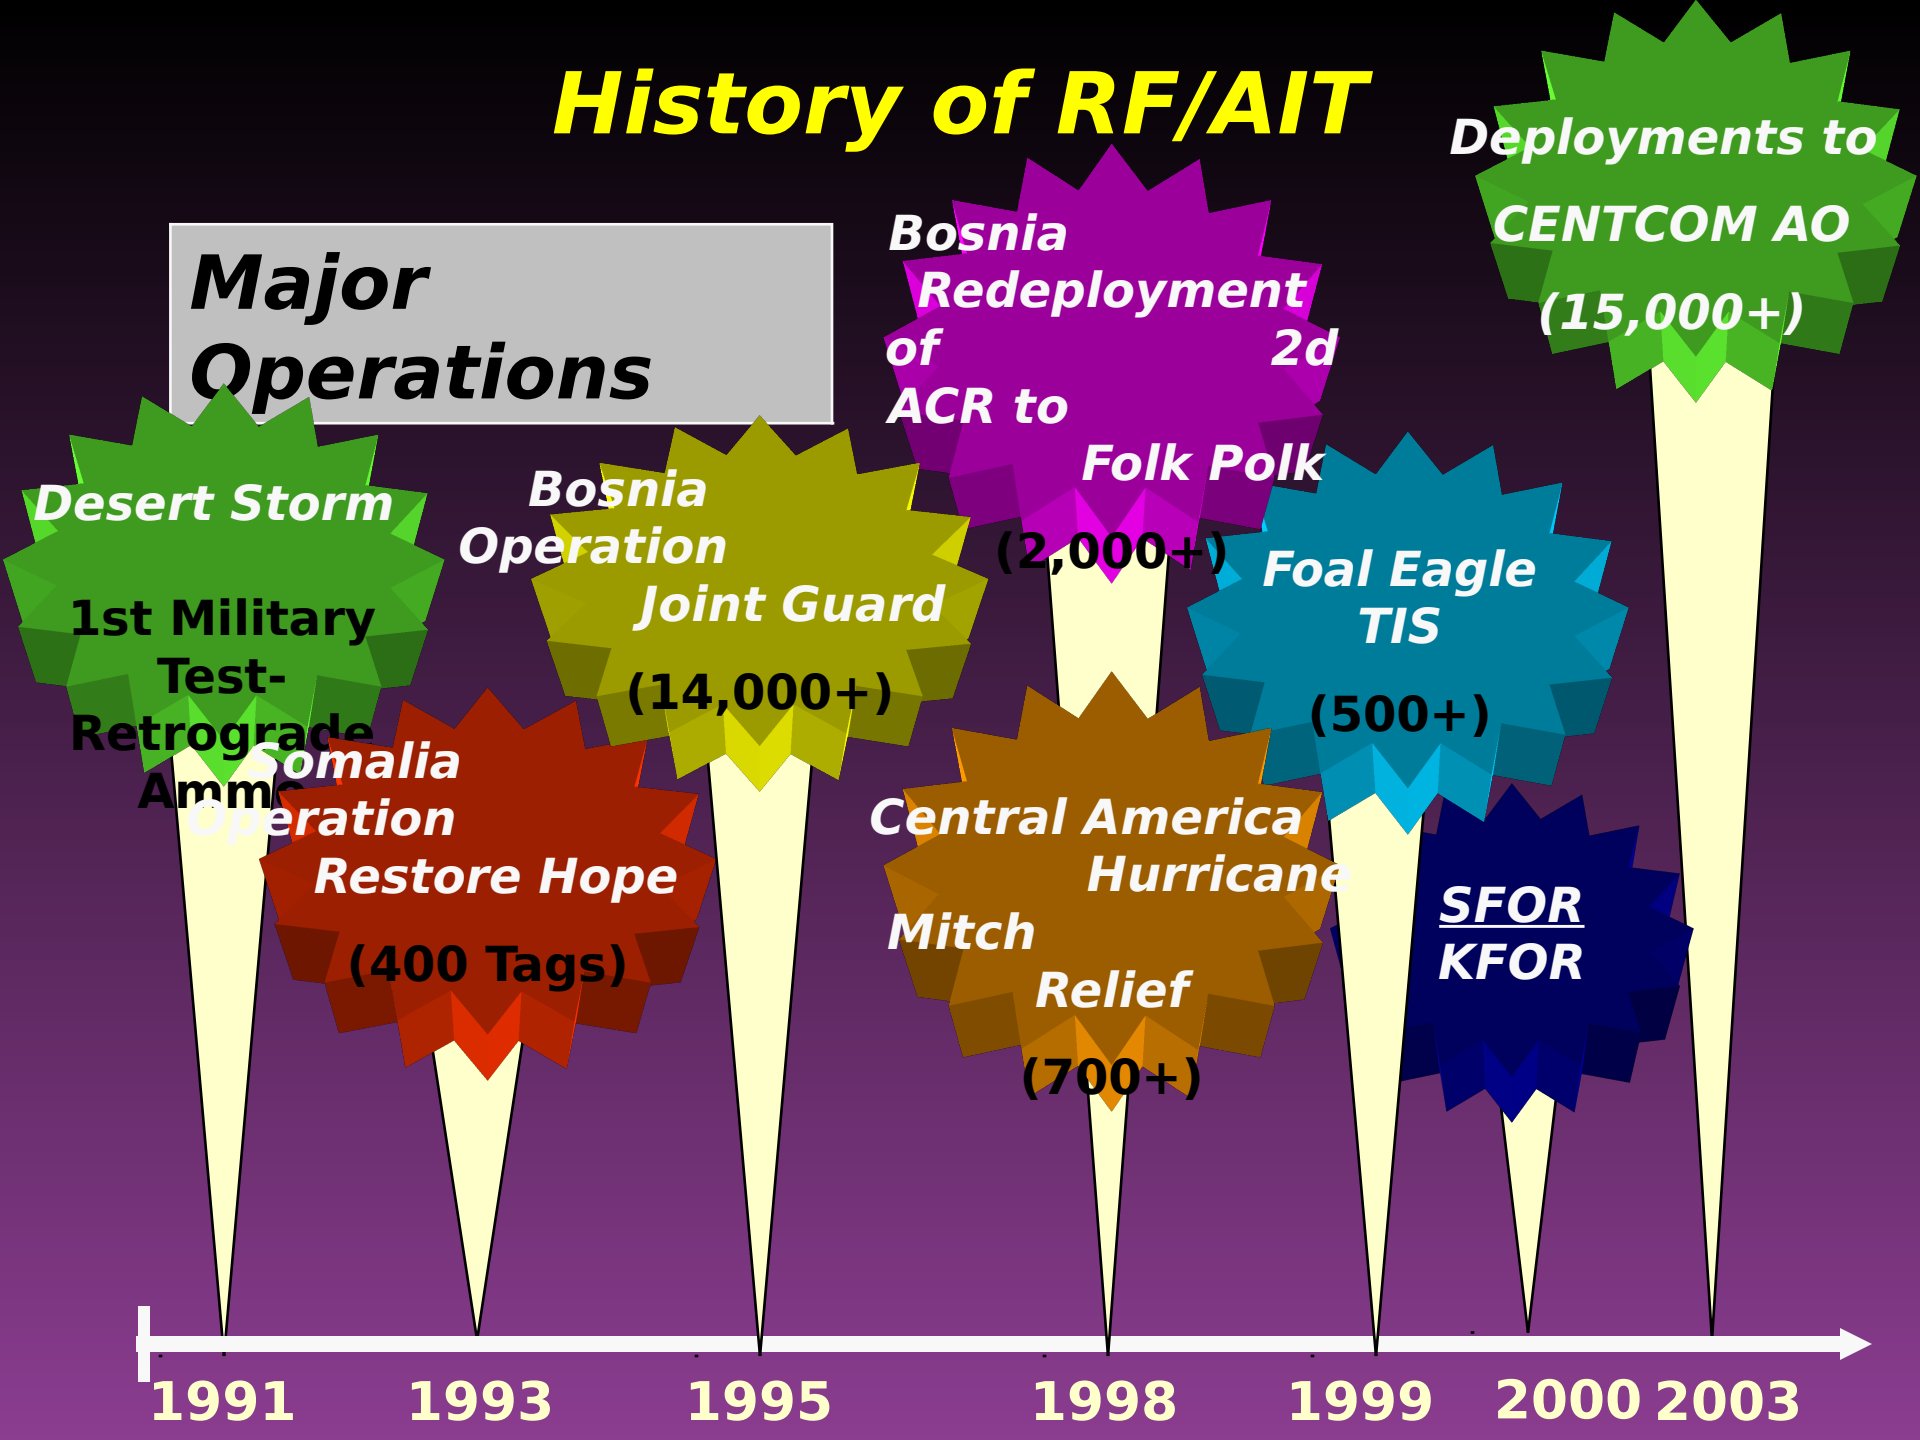 History of RF/AIT
Major
Operations
Desert Storm
1st Military
Test-
Retrograde
Ammo
Somalia
Operation
Restore Hope
(400 Tags)
Bosnia
Operation
Joint Guard
(14,000+)
Bosnia
Redeployment
of 2d
ACR to
Folk Polk
(2,000+)
Central America
Hurricane
Mitch
Relief
(700+)
Foal Eagle
TIS
(500+)
SFOR
KFOR
Deployments to
CENTCOM AO
(15,000+)
1991 1993 1995 1998 1999 2000 2003